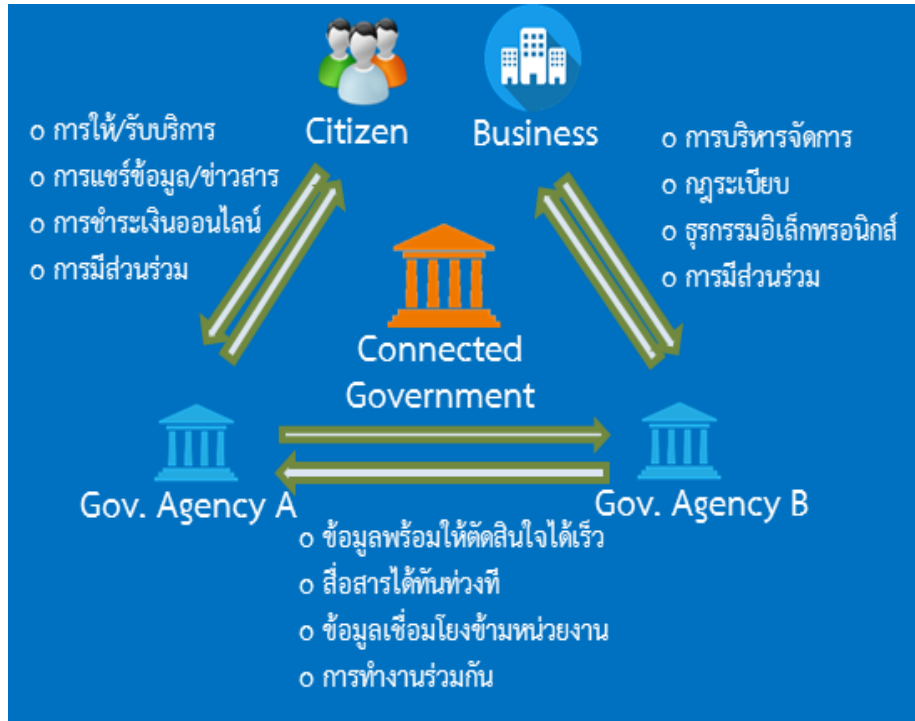 Citizen
Business
o การให้/รับบริการ
o การแชร์ข้อมูล/ข่าวสาร
o การชำระเงินออนไลน์
o การมีส่วนร่วม
o การบริหารจัดการ
o กฎระเบียบ
o ธุรกรรมอิเล็กทรอนิกส์
o การมีส่วนร่วม
Connected
Government
Gov. Agency A
Gov. Agency B
o ข้อมูลพร้อมให้ตัดสินใจได้เร็ว
o สื่อสารได้ทันท่วงที
o ข้อมูลเชื่อมโยงข้ามหน่วยงาน
o การทำงานร่วมกัน